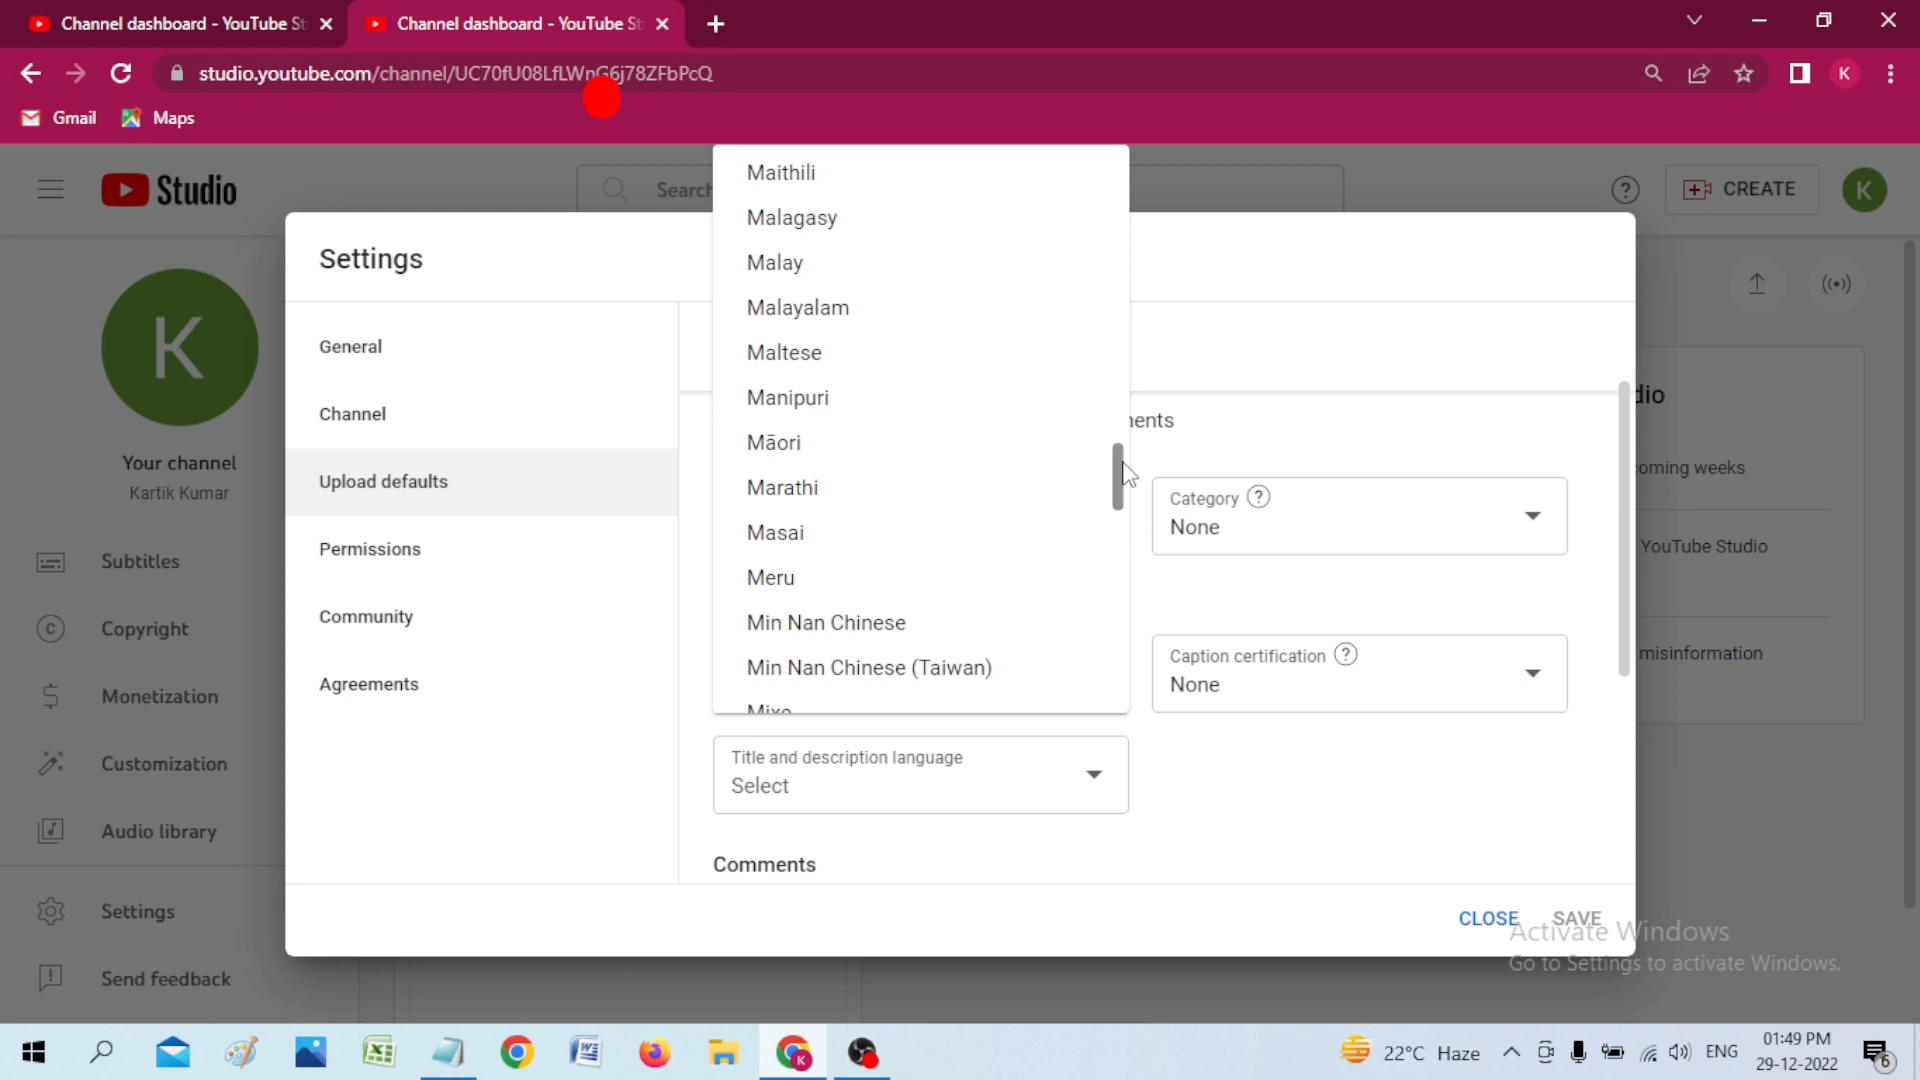 Channel dashboard - YouTube St
Channel dashboard - YouTube St
studio.youtube.com/channel/UC70fU08LfLWnG6j78ZFbPcQ
K
Gmail
Maps
Studio
Search
CREATE
K
Settings
K
Your channel
Kartik Kumar
Subtitles
Copyright
Monetization
Customization
Audio library
Settings
Send feedback
General
Channel
Upload defaults
Permissions
Community
Agreements
Maithili
Malagasy
Malay
Malayalam
Maltese
Manipuri
Māori
Marathi
Masai
Meru
Min Nan Chinese
Min Nan Chinese (Taiwan)
Mixe
ments
Category
None
Caption certification
None
Title and description language
Select
Comments
CLOSE
SAVE
dio
oming weeks
YouTube Studio
misinformation
Activate Windows
Go to Settings to activate Windows.
22°C Haze
ENG
01:49 PM
29-12-2022
6